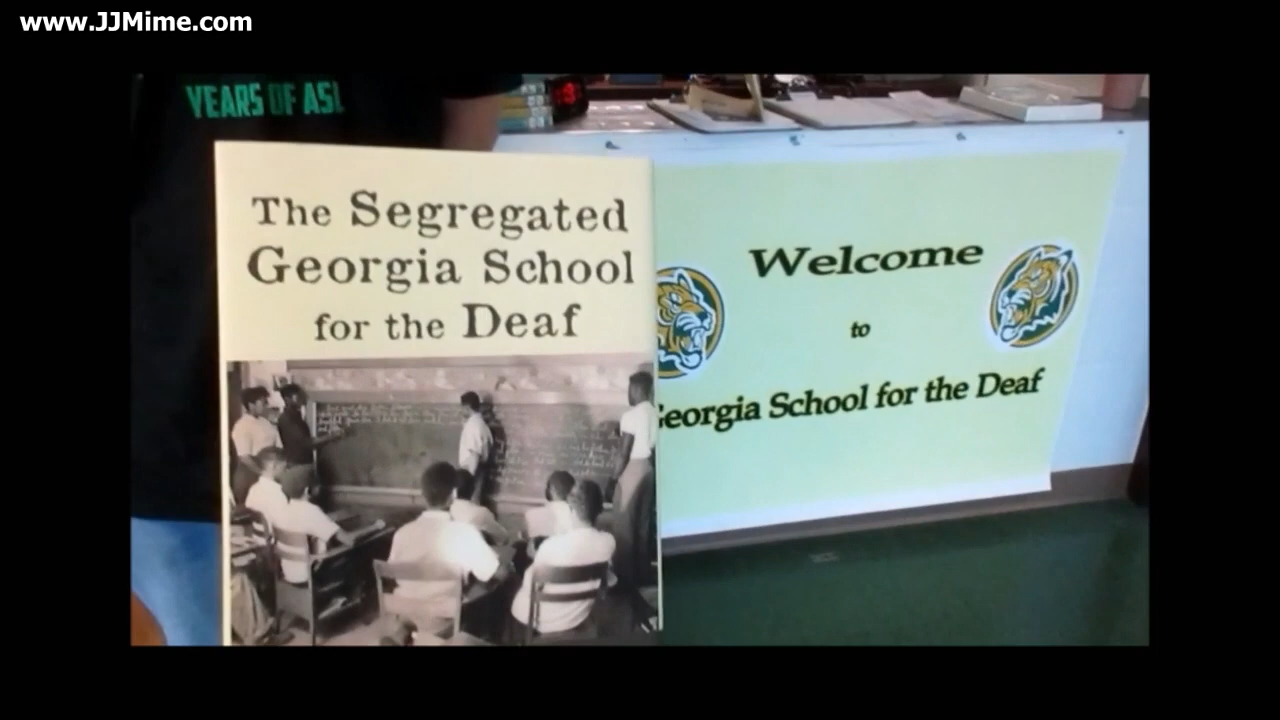 www.JJMime.com
YEARS OF ASL
The Segregated
Georgia School
for the Deaf
Welcome
to
Georgia School for the Deaf